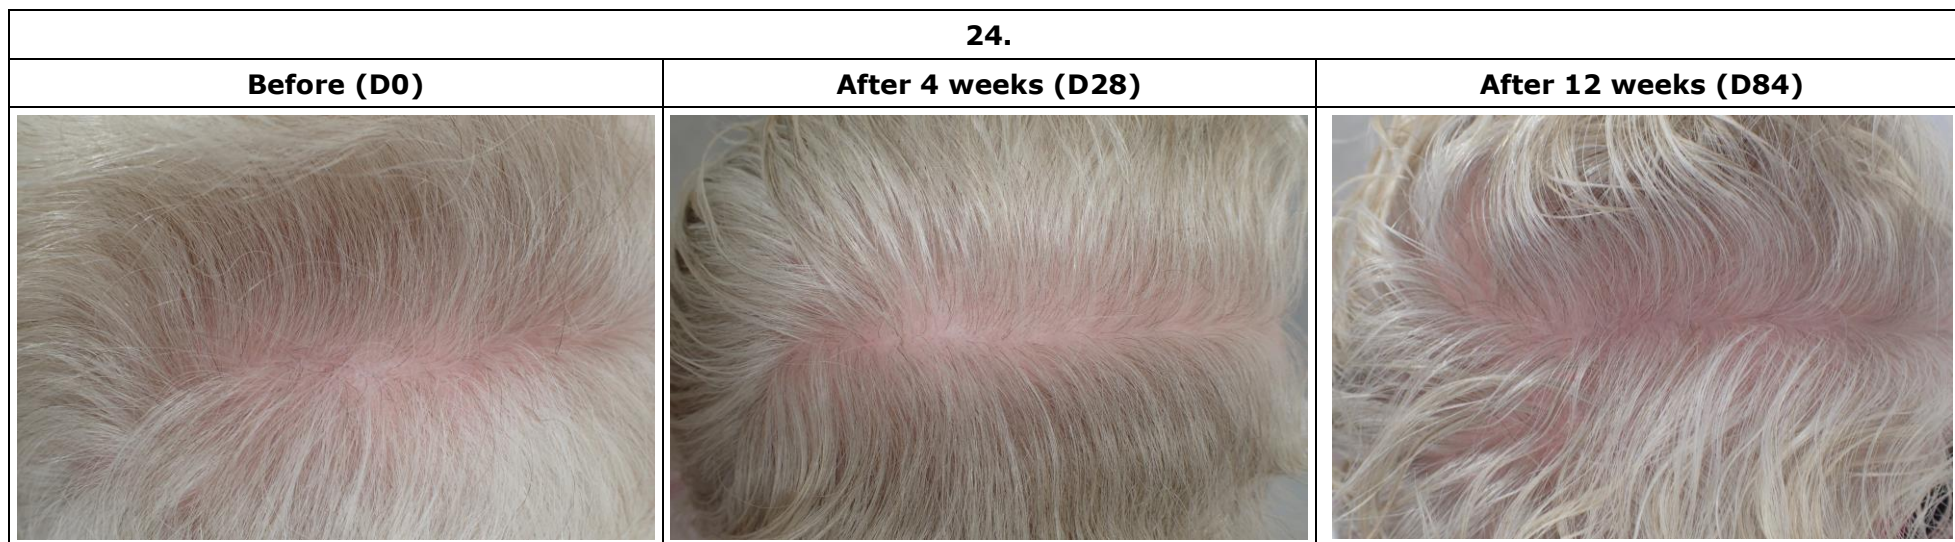 24.
Before (D0)
After 4 weeks (D28)
After 12 weeks (D84)